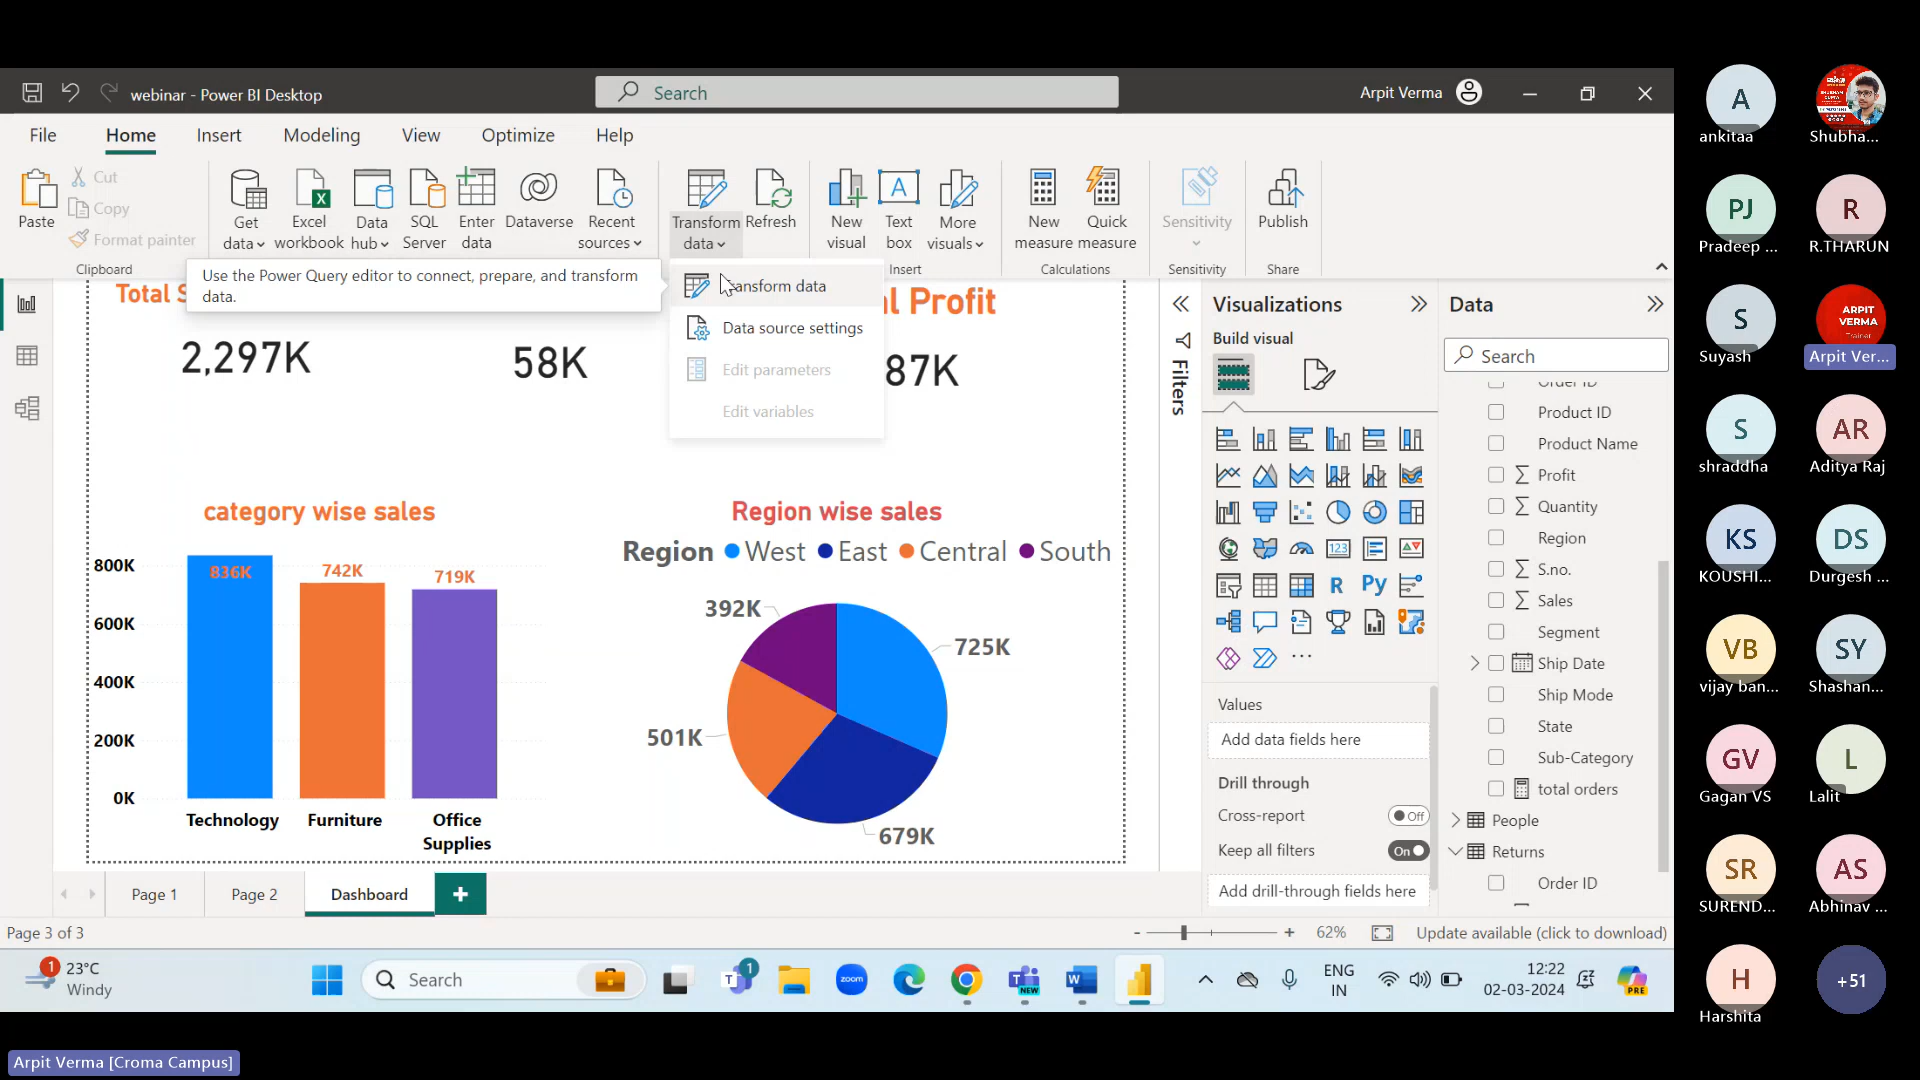 webinar - Power BI Desktop
Search
Arpit Verma
File
Home
Insert
Modeling
View
Optimize
Help
Paste
Cut
Copy
Format painter
Get data
Excel workbook
Data hub
SQL Server
Enter data
Dataverse
Recent sources
Transform data
Refresh
New visual
Text box
More visuals
New measure
Quick measure
Sensitivity
Publish
Clipboard
Insert
Calculations
Sensitivity
Share
Use the Power Query editor to connect, prepare, and transform
data.
Transform data
Data source settings
Edit parameters
Edit variables
Total S
l Profit
2,297K
58K
87K
category wise sales
800K
600K
400K
200K
0K
836K
742K
719K
Technology
Furniture
Office
Supplies
Region wise sales
Region West East Central South
392K
725K
501K
679K
Filters
Visualizations
Build visual
123
R
Py
Values
Add data fields here
Drill through
Cross-report
Off
Keep all filters
On
Add drill-through fields here
Data
Search
Order ID
Product ID
Product Name
Profit
Quantity
Region
S.no.
Sales
Segment
Ship Date
Ship Mode
State
Sub-Category
total orders
People
Returns
Order ID
Page 1
Page 2
Dashboard
Page 3 of 3
62%
Update available (click to download)
1
23°C
Windy
Search
1
zoom
NEW
ENG
IN
12:22
02-03-2024
PRE
A
ankitaa
Shubha...
PJ
Pradeep ...
R
R.THARUN
S
Suyash
ARPIT
VERMA
Trainer
Arpit Ver...
S
shraddha
AR
Aditya Raj
KS
KOUSHI...
DS
Durgesh ...
VB
vijay ban...
SY
Shashan...
GV
Gagan VS
L
Lalit
SR
SUREND...
AS
Abhinav ...
H
Harshita
+51
Arpit Verma [Croma Campus]